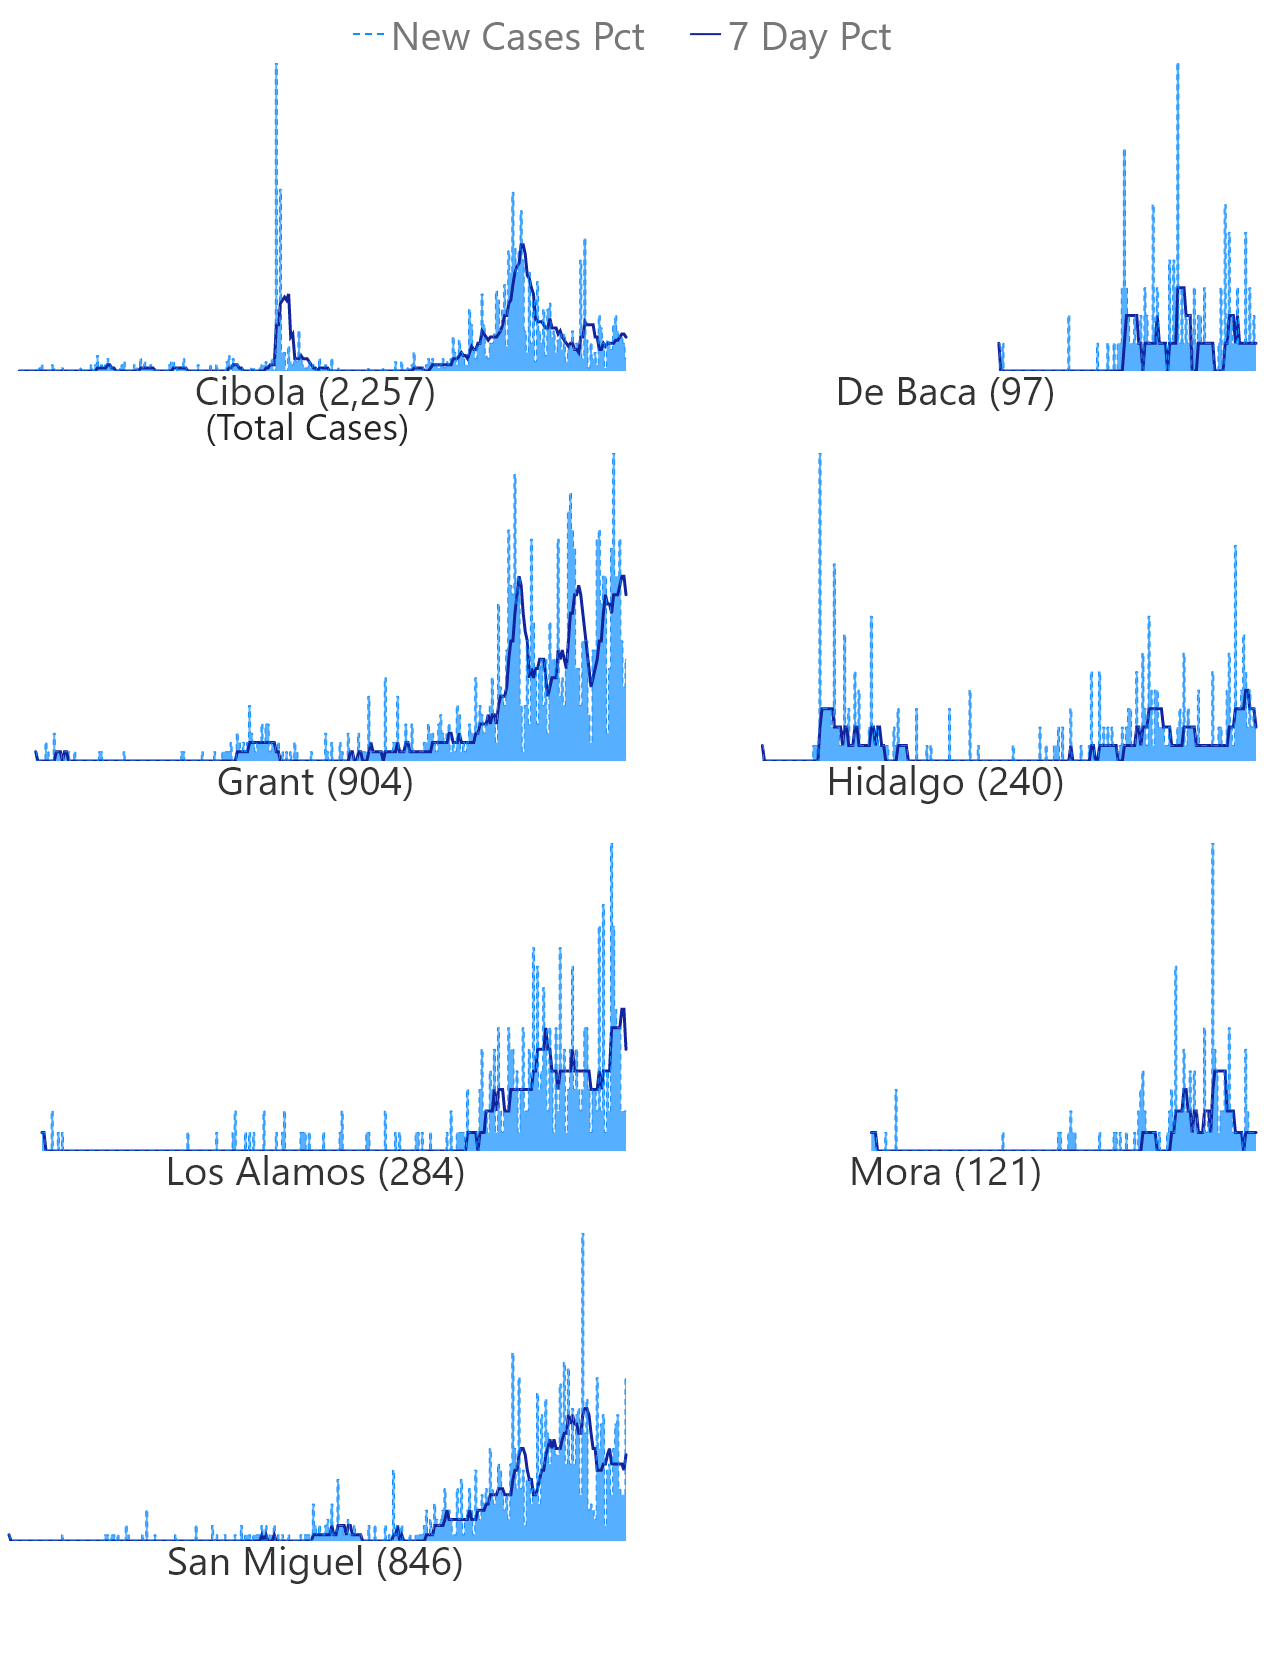 New Cases Pct 7 Day Pct
Cibola (2,257) De Baca (97)
(Total Cases)
Grant (904) Hidalgo (240)
Los Alamos (284) Mora (121)
San Miguel (846)